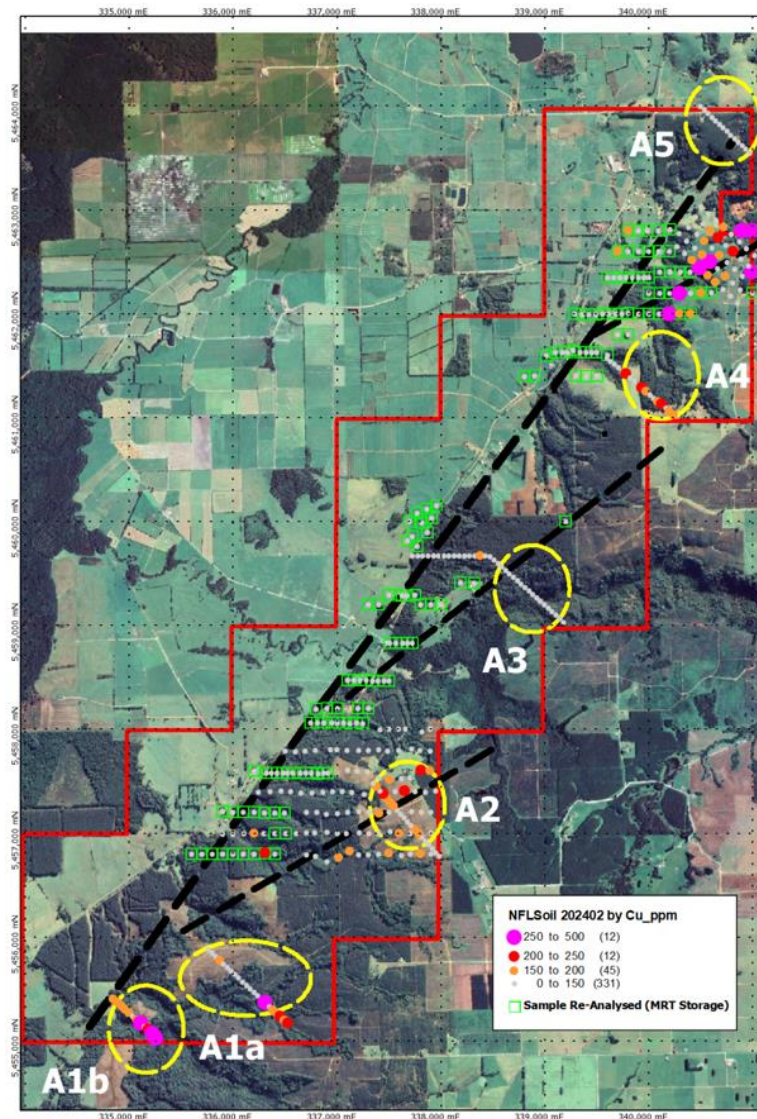 335,000 mE 336,000 mE 337,000 mE 338,000 mE 339,000 mE 340,000 mE
5,464,000 mN
A5
5,463,000 mN
5,462,000 mN
A4
5,461,000 mN
5,460,000 mN
A3
5,459,000 mN
5,458,000 mN
A2
5,457,000 mN
NFLSoil 202402 by Cu_ppm
250 to 500 (12)
200 to 250 (12)
150 to 200 (45)
0 to 150 (331)
Sample Re-Analysed (MRT Storage)
5,456,000 mN
A1a
5,455,000 mN
A1b
335,000 mE 336,000 mE 337,000 mE 338,000 mE 339,000 mE 340,000 mE